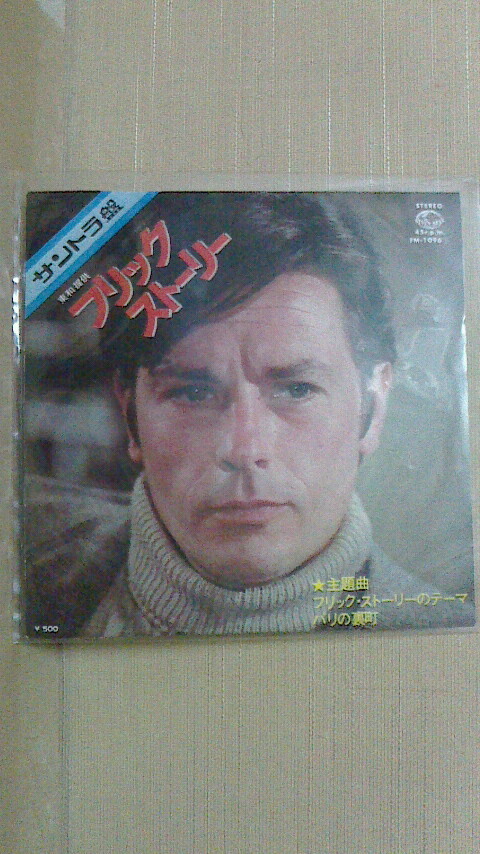 サントラ盤
東和提供
フリック
ストーリー
STEREO
45r.p.m.
FM-1096
★主題曲
フリック・ストーリーのテーマ
パリの裏町
¥500